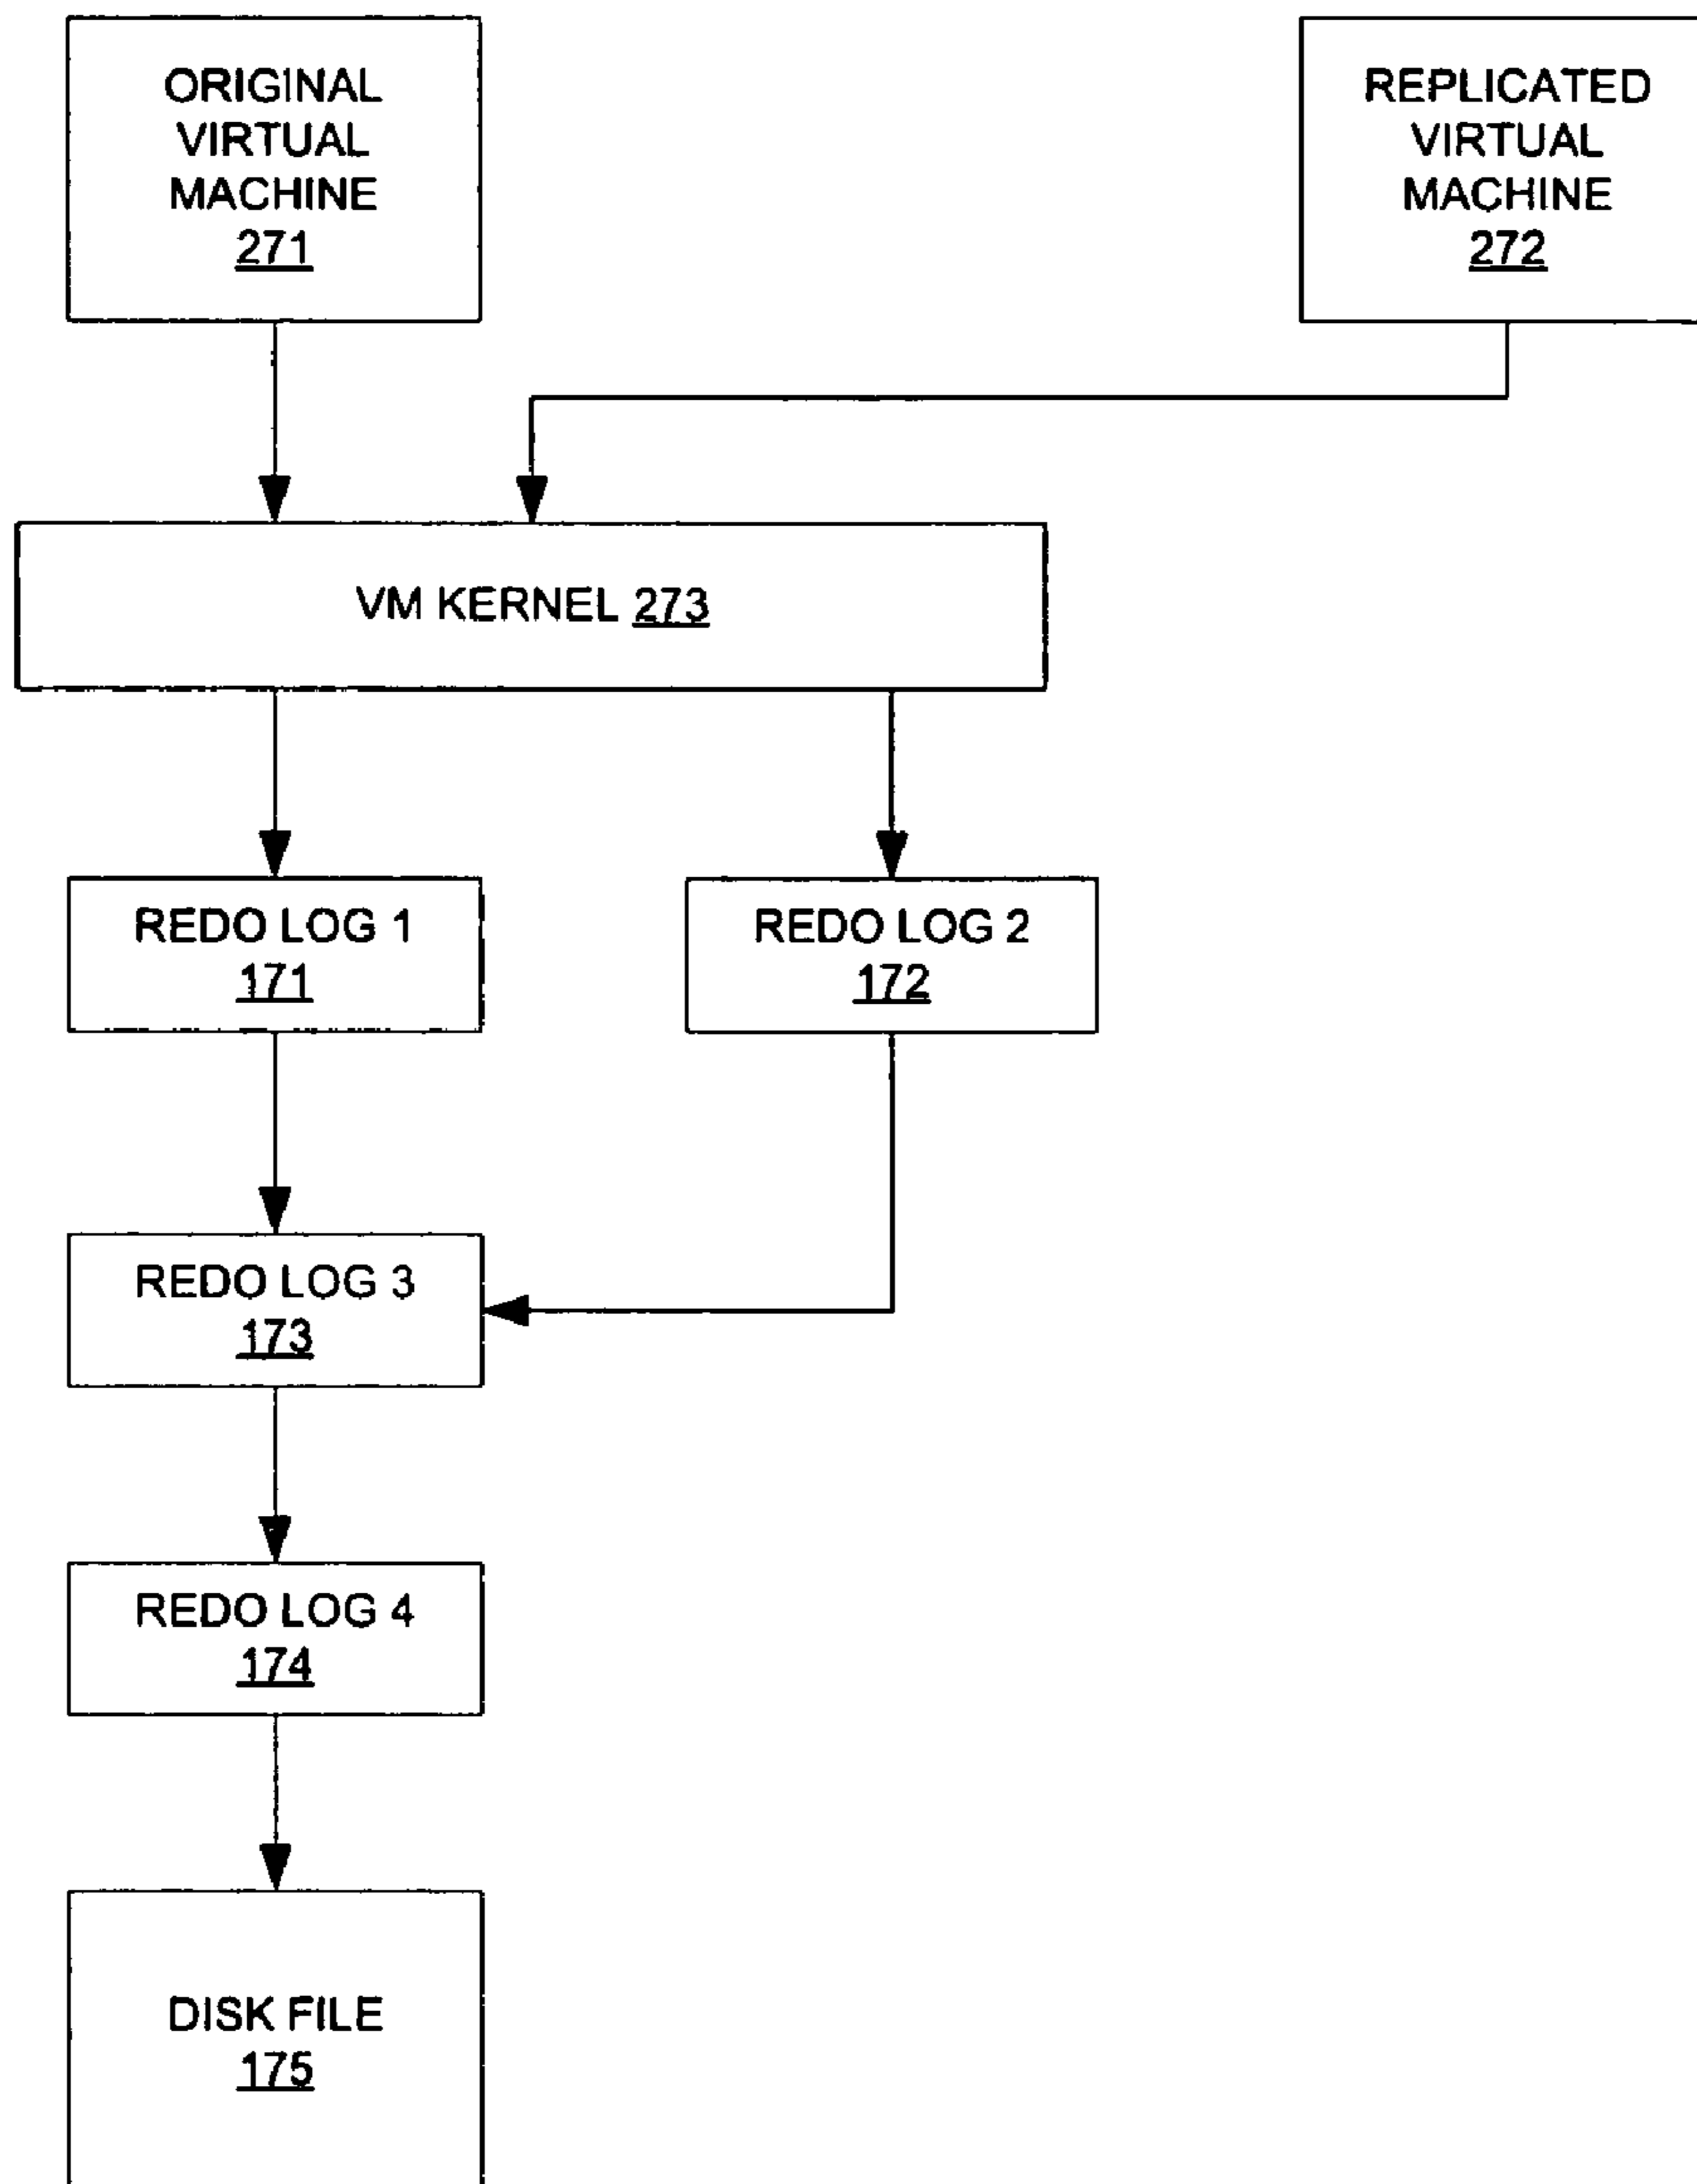 ORIGINAL
VIRTUAL
MACHINE
271
REPLICATED
VIRTUAL
MACHINE
272
VM KERNEL 273
REDO LOG 1
171
REDO LOG 2
172
REDO LOG 3
173
REDO LOG 4
174
DISK FILE
175